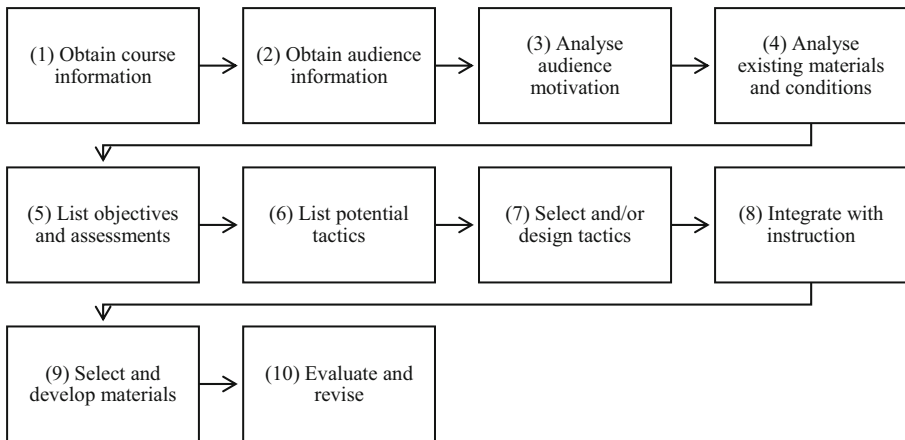 (1) Obtain course
information
(2) Obtain audience
information
(3) Analyse
audience
motivation
(4) Analyse
existing materials
and conditions
(5) List objectives
and assessments
(6) List potential
tactics
(7) Select and/or
design tactics
(8) Integrate with
instruction
(9) Select and
develop materials
(10) Evaluate and
revise